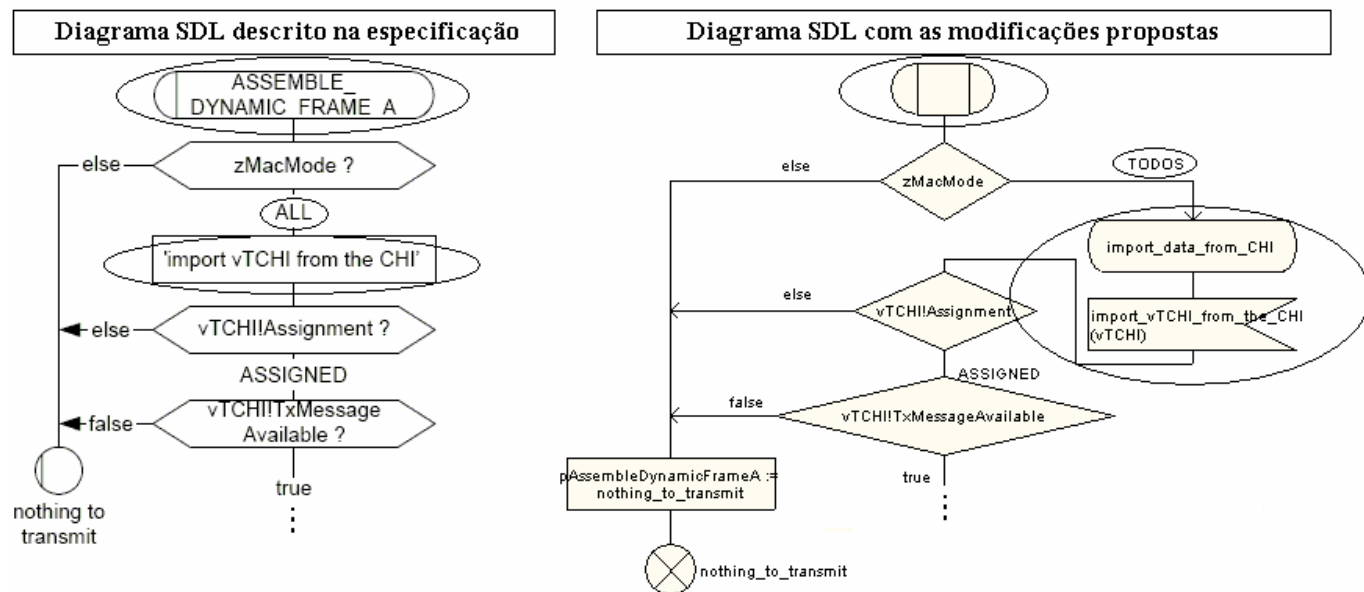 Diagrama SDL descrito na especificação
ASSEMBLE_
DYNAMIC_FRAME_A
zMacMode ?
else
ALL
'import vTCHI from the CHI'
vTCHI!Assignment ?
else
ASSIGNED
vTCHI!TxMessage
Available ?
false
true
nothing to
transmit
Diagrama SDL com as modificações propostas
else
zMacMode
TODOS
import_data_from_CHI
import_vTCHI_from_the_CHI
(vTCHI)
else
vTCHI!Assignment
ASSIGNED
false
vTCHI!TxMessageAvailable
true
pAssembleDynamicFrameA :=
nothing_to_transmit
nothing_to_transmit